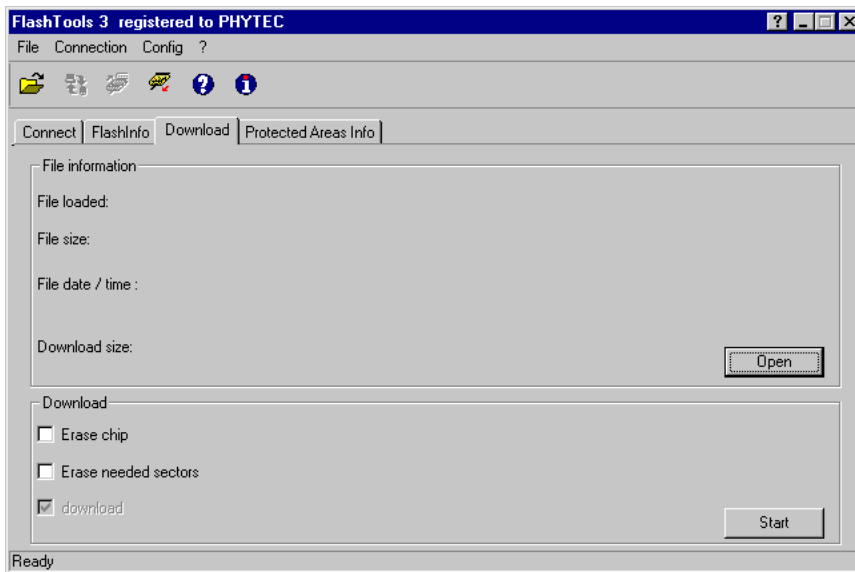 FlashTools 3 registered to PHYTEC
File Connection Config ?
Connect FlashInfo Download Protected Areas Info
File information
File loaded:
File size:
File date / time :
Download size:
Open
Download
Erase chip
Erase needed sectors
download
Start
Ready